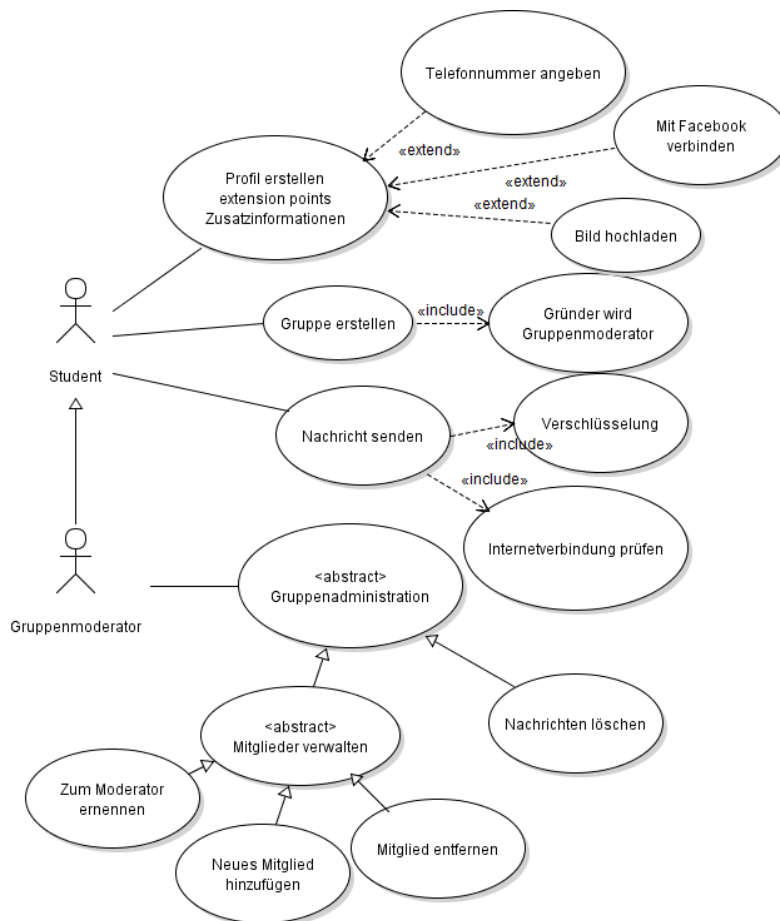 Telefonnummer angeben
Mit Facebook
verbinden
«extend»
Profil erstellen
extension points
Zusatzinformationen
«extend»
«extend»
Bild hochladen
Gruppe erstellen
«include»
Gründer wird
Gruppenmoderator
Student
Nachricht senden
Verschlüsselung
«include»
«include»
Internetverbindung prüfen
<abstract>
Gruppenadministration
Gruppenmoderator
<abstract>
Mitglieder verwalten
Nachrichten löschen
Zum Moderator
ernennen
Neues Mitglied
hinzufügen
Mitglied entfernen